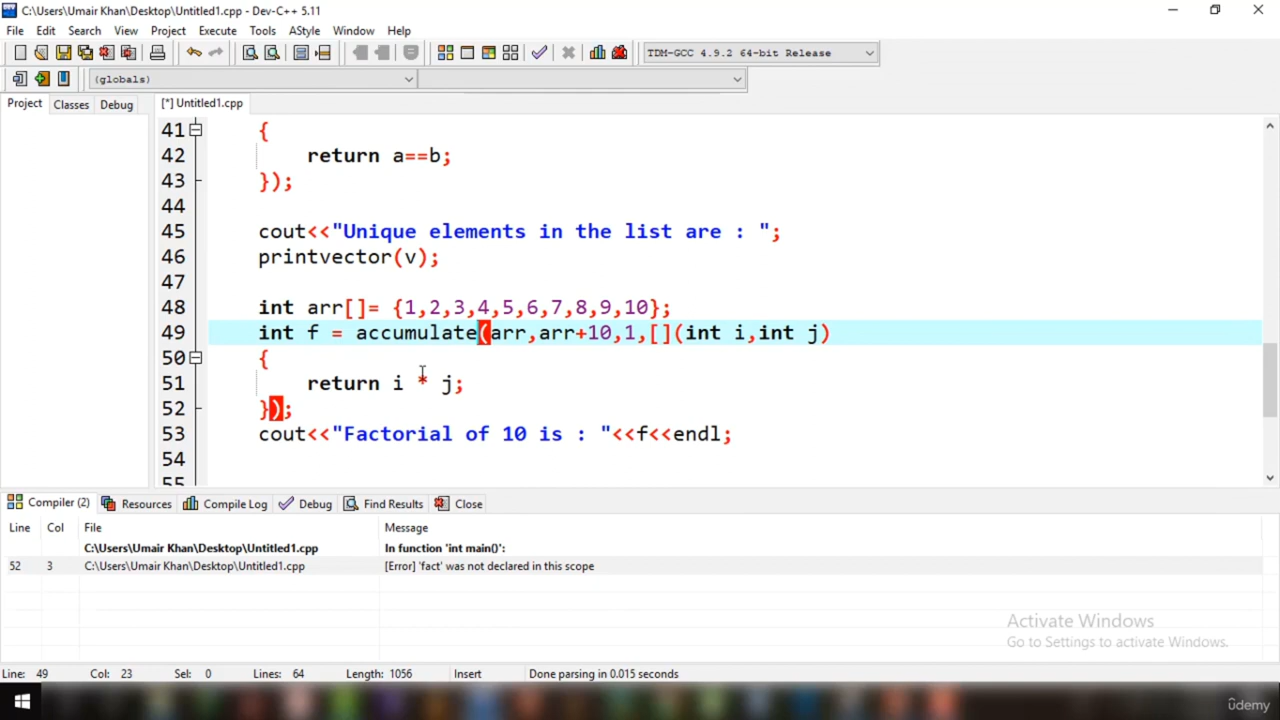 C:\Users\Umair Khan\Desktop\Untitled1.cpp - Dev-C++ 5.11
File Edit Search View Project Execute Tools AStyle Window Help
TDM-GCC 4.9.2 64-bit Release
(globals)
Project Classes Debug [*] Untitled1.cpp
41 {
42 return a==b;
43 });
44
45 cout<<"Unique elements in the list are : ";
46 printvector(v);
47
48 int arr[]= {1,2,3,4,5,6,7,8,9,10};
49 int f = accumulate(arr,arr+10,1,[](int i,int j)
50 {
51 return i * j;
52 });
53 cout<<"Factorial of 10 is : "<<f<<endl;
54
55
Compiler (2) Resources Compile Log Debug Find Results Close
Line Col File Message
C:\Users\Umair Khan\Desktop\Untitled1.cpp In function 'int main()':
52 3 C:\Users\Umair Khan\Desktop\Untitled1.cpp [Error] 'fact' was not declared in this scope
Activate Windows
Go to Settings to activate Windows.
Line: 49 Col: 23 Sel: 0 Lines: 64 Length: 1056 Insert Done parsing in 0.015 seconds
ûdemy